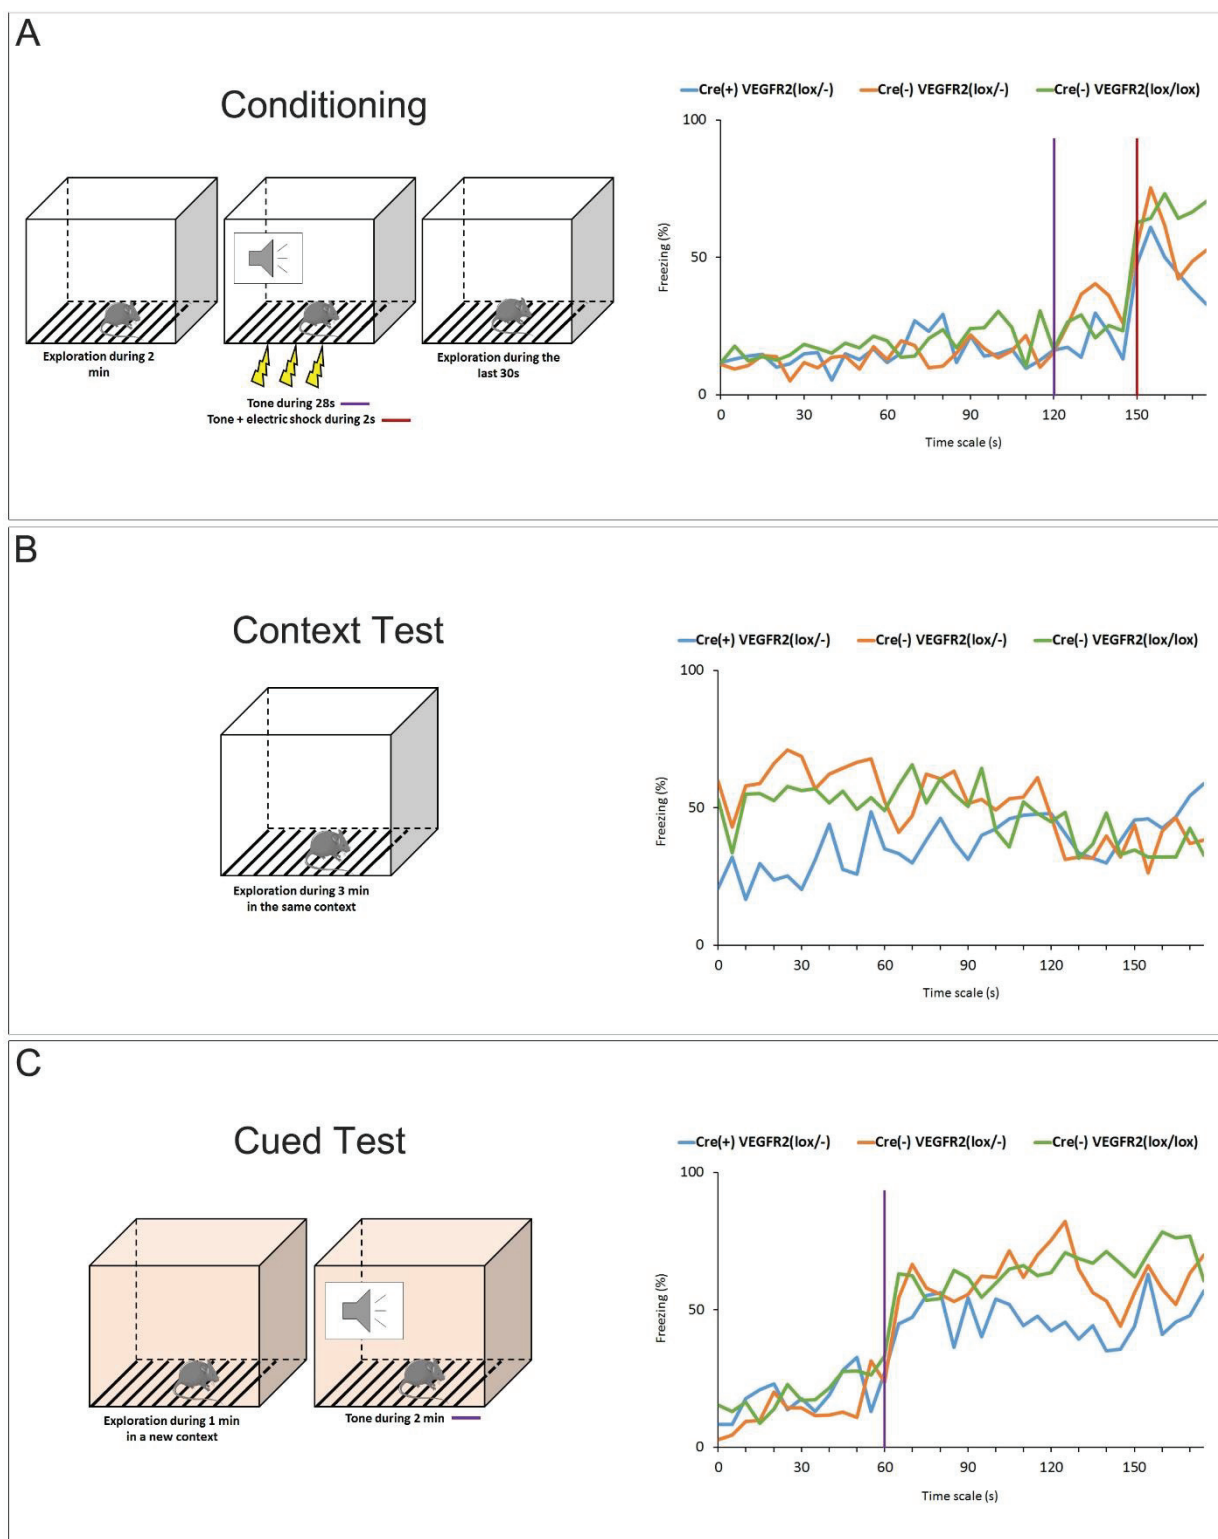 A
Conditioning
Exploration during 2
min
Tone during 28s
Tone + electric shock during 2s
Exploration during the
last 30s
Cre(+) VEGFR2(lox/-) Cre(-) VEGFR2(lox/-) Cre(-) VEGFR2(lox/lox)
100
50
0
Freezing (%)
0 30 60 90 120 150
Time scale (s)
B
Context Test
Exploration during 3 min
in the same context
Cre(+) VEGFR2(lox/-) Cre(-) VEGFR2(lox/-) Cre(-) VEGFR2(lox/lox)
100
50
0
Freezing (%)
0 30 60 90 120 150
Time scale (s)
C
Cued Test
Exploration during 1 min
in a new context
Tone during 2 min
Cre(+) VEGFR2(lox/-) Cre(-) VEGFR2(lox/-) Cre(-) VEGFR2(lox/lox)
100
50
0
Freezing (%)
0 30 60 90 120 150
Time scale (s)